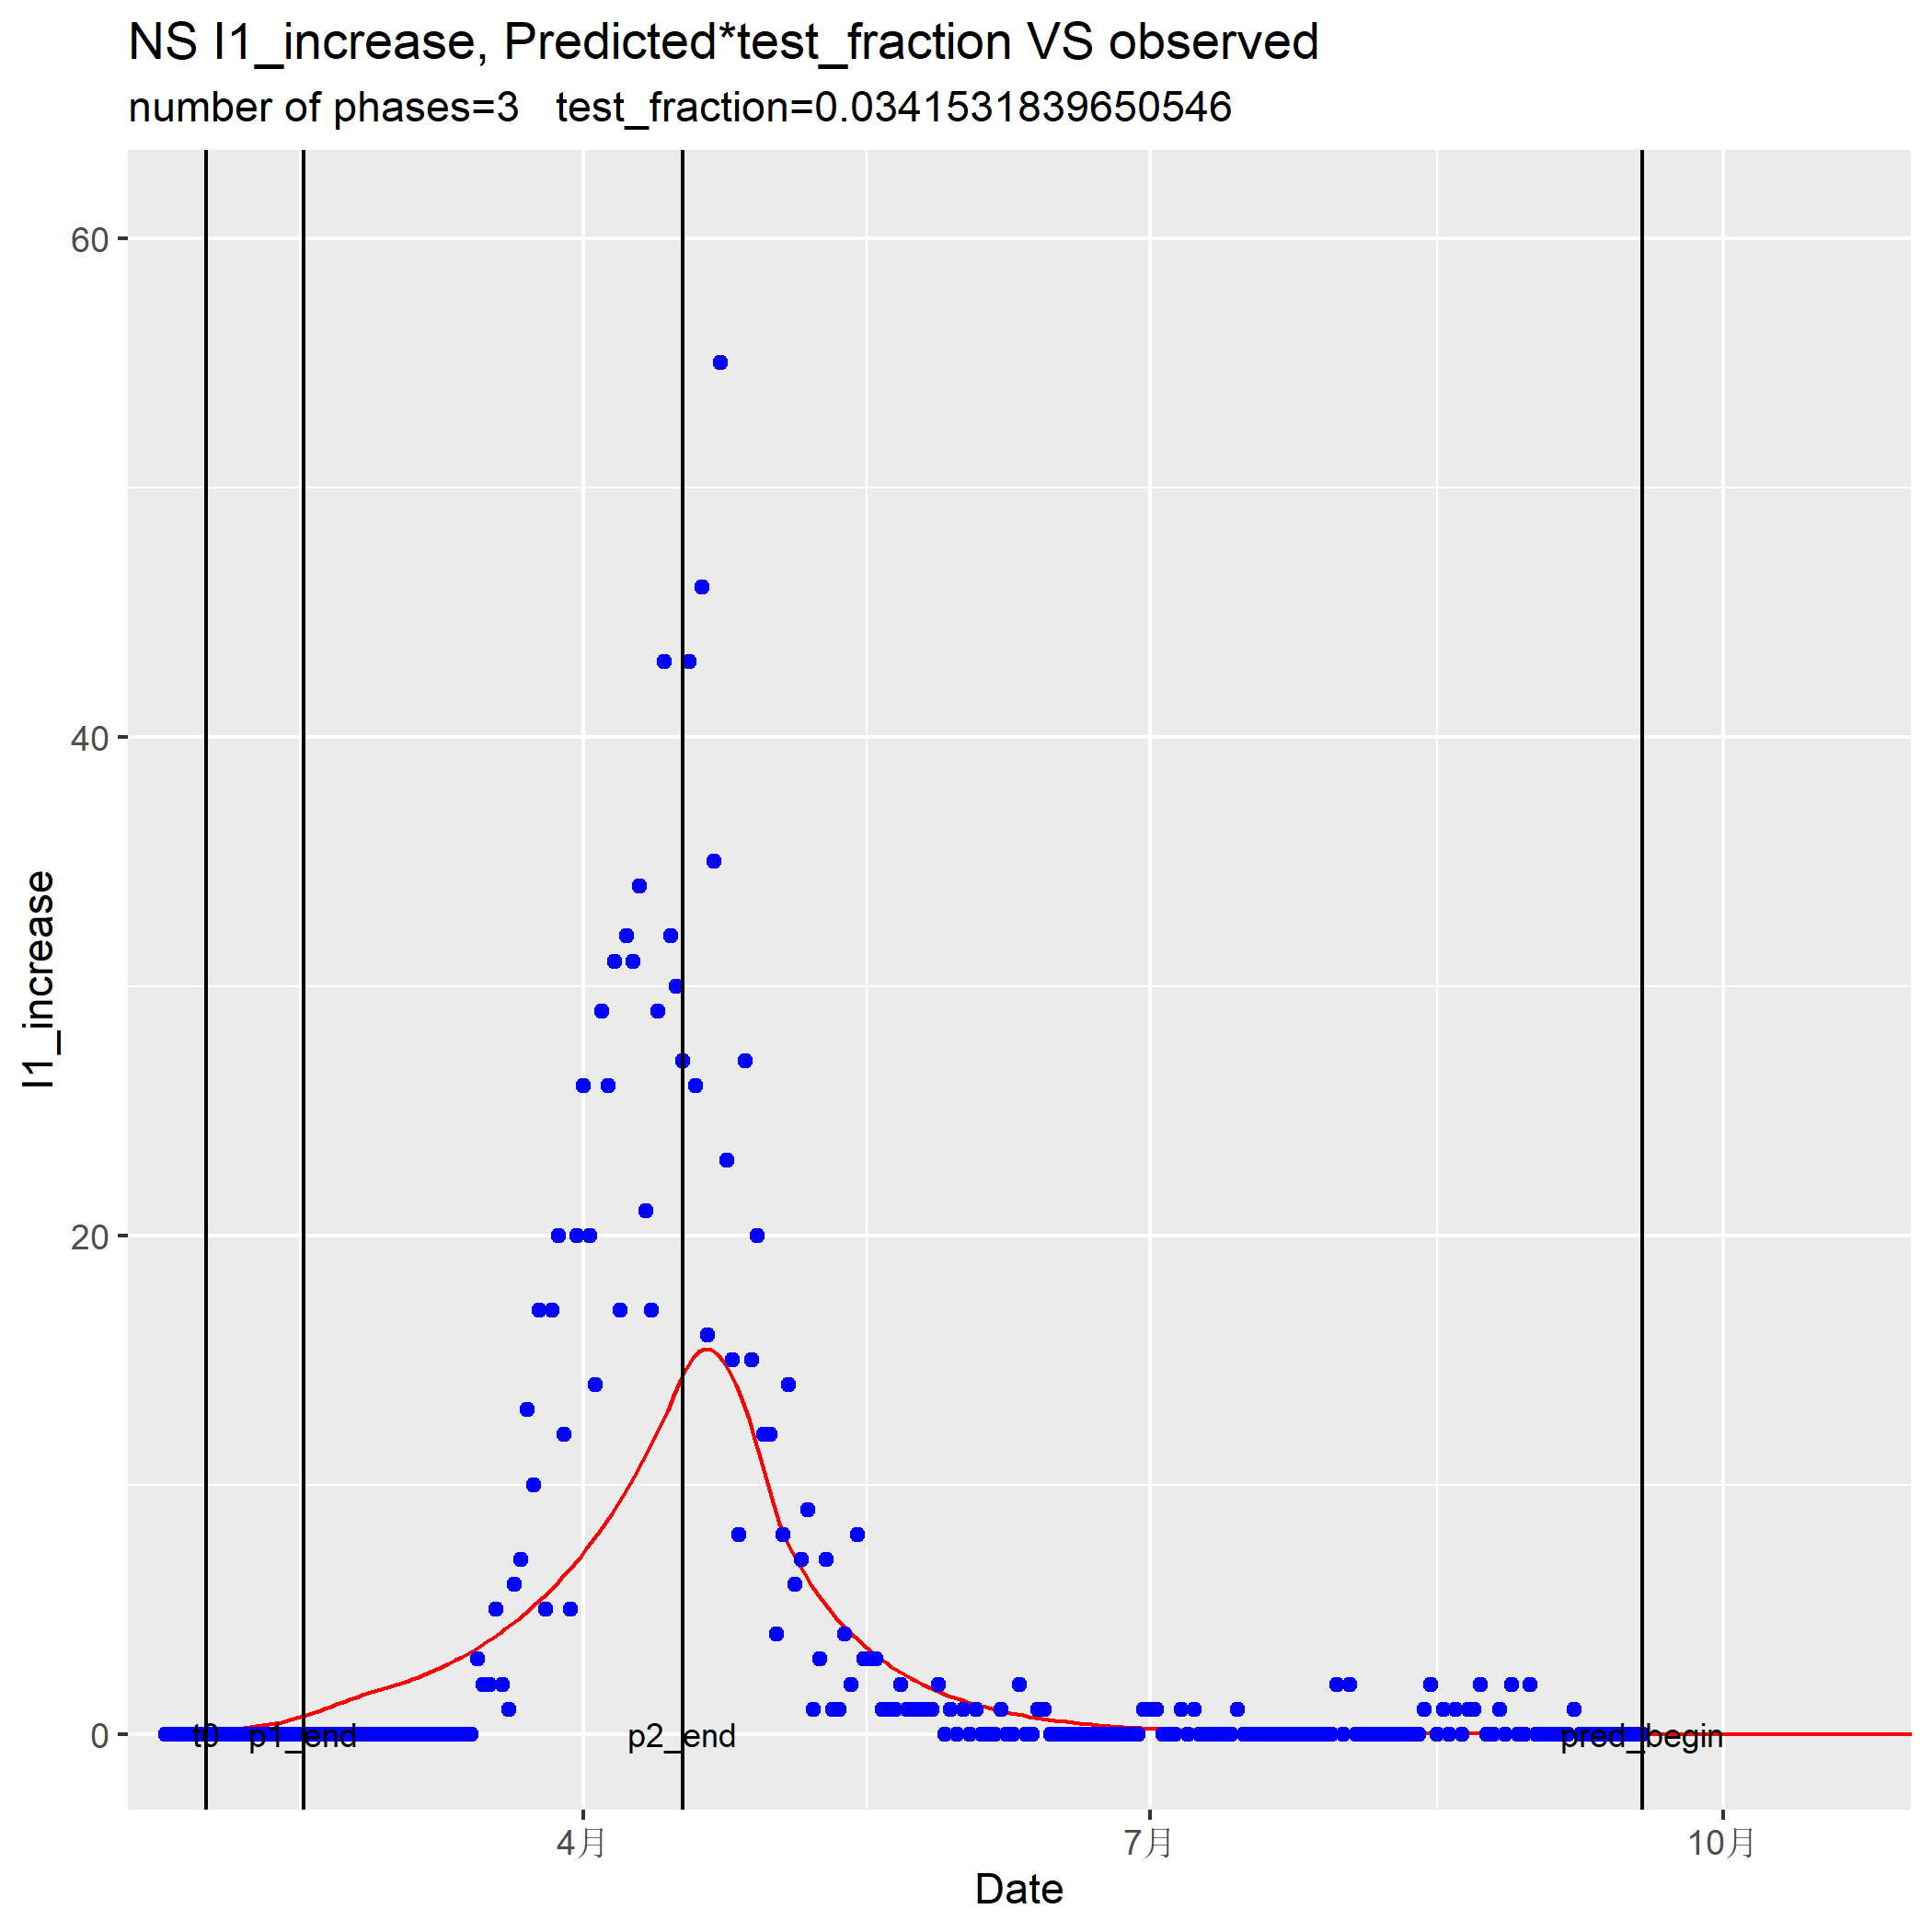 NS I1_increase, Predicted*test_fraction VS observed
number of phases=3 test_fraction=0.0341531839650546
60
40
20
0
I1_increase
t0
p1_end
p2_end
pred_begin
4月
7月
10月
Date